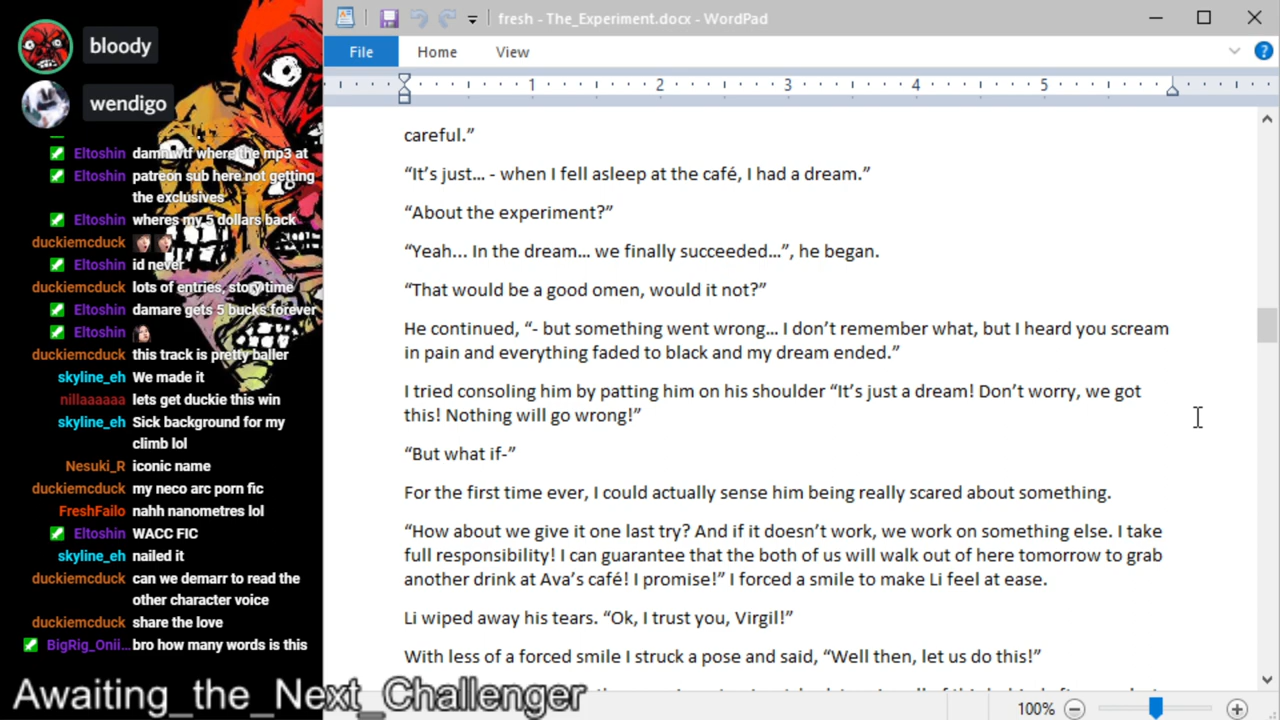 bloody
wendigo
Eltoshin damn wtf where the mp3 at
Eltoshin patreon sub here not getting
the exclusives
Eltoshin wheres my 5 dollars back
duckiemcduck
Eltoshin id never
duckiemcduck lots of entries, story time
Eltoshin damare gets 5 bucks forever
Eltoshin
duckiemcduck this track is pretty baller
skyline_eh We made it
nillaaaaaa lets get duckie this win
skyline_eh Sick background for my
climb lol
Nesuki_R iconic name
duckiemcduck my neco arc porn fic
FreshFailo nahh nanometres lol
Eltoshin WACC FIC
skyline_eh nailed it
duckiemcduck can we demarr to read the
other character voice
duckiemcduck share the love
BigRig_Onii... bro how many words is this
Awaiting_the_Next_Challenger
fresh - The_Experiment.docx - WordPad
File Home View
1 2 3 4 5
careful.”
“It’s just… - when I fell asleep at the café, I had a dream.”
“About the experiment?”
“Yeah... In the dream… we finally succeeded…”, he began.
“That would be a good omen, would it not?”
He continued, “- but something went wrong… I don’t remember what, but I heard you scream
in pain and everything faded to black and my dream ended.”
I tried consoling him by patting him on his shoulder “It’s just a dream! Don’t worry, we got
this! Nothing will go wrong!”
“But what if-”
For the first time ever, I could actually sense him being really scared about something.
“How about we give it one last try? And if it doesn’t work, we work on something else. I take
full responsibility! I can guarantee that the both of us will walk out of here tomorrow to grab
another drink at Ava’s café! I promise!” I forced a smile to make Li feel at ease.
Li wiped away his tears. “Ok, I trust you, Virgil!”
With less of a forced smile I struck a pose and said, “Well then, let us do this!”
100%